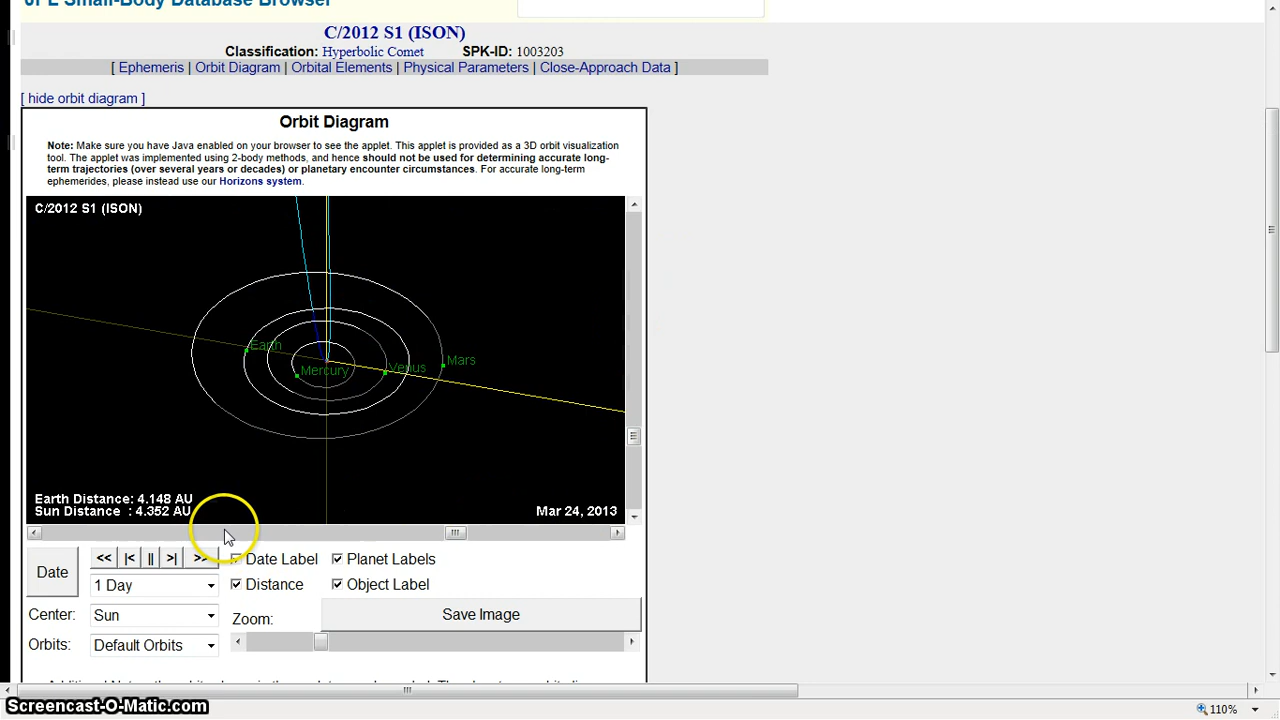 JPL Small-Body Database Browser
C/2012 S1 (ISON)
Classification: Hyperbolic Comet SPK-ID: 1003203
[ Ephemeris | Orbit Diagram | Orbital Elements | Physical Parameters | Close-Approach Data ]
[ hide orbit diagram ]
Orbit Diagram
Note: Make sure you have Java enabled on your browser to see the applet. This applet is provided as a 3D orbit visualization
tool. The applet was implemented using 2-body methods, and hence should not be used for determining accurate long-
term trajectories (over several years or decades) or planetary encounter circumstances. For accurate long-term
ephemerides, please instead use our Horizons system.
C/2012 S1 (ISON)
Earth
Mercury
Venus
Mars
Earth Distance: 4.148 AU
Sun Distance : 4.352 AU
Mar 24, 2013
Date
<< |< || >| >>
Date Label
Planet Labels
1 Day
Distance
Object Label
Center: Sun
Zoom:
Save Image
Orbits: Default Orbits
Screencast-O-Matic.com
110%